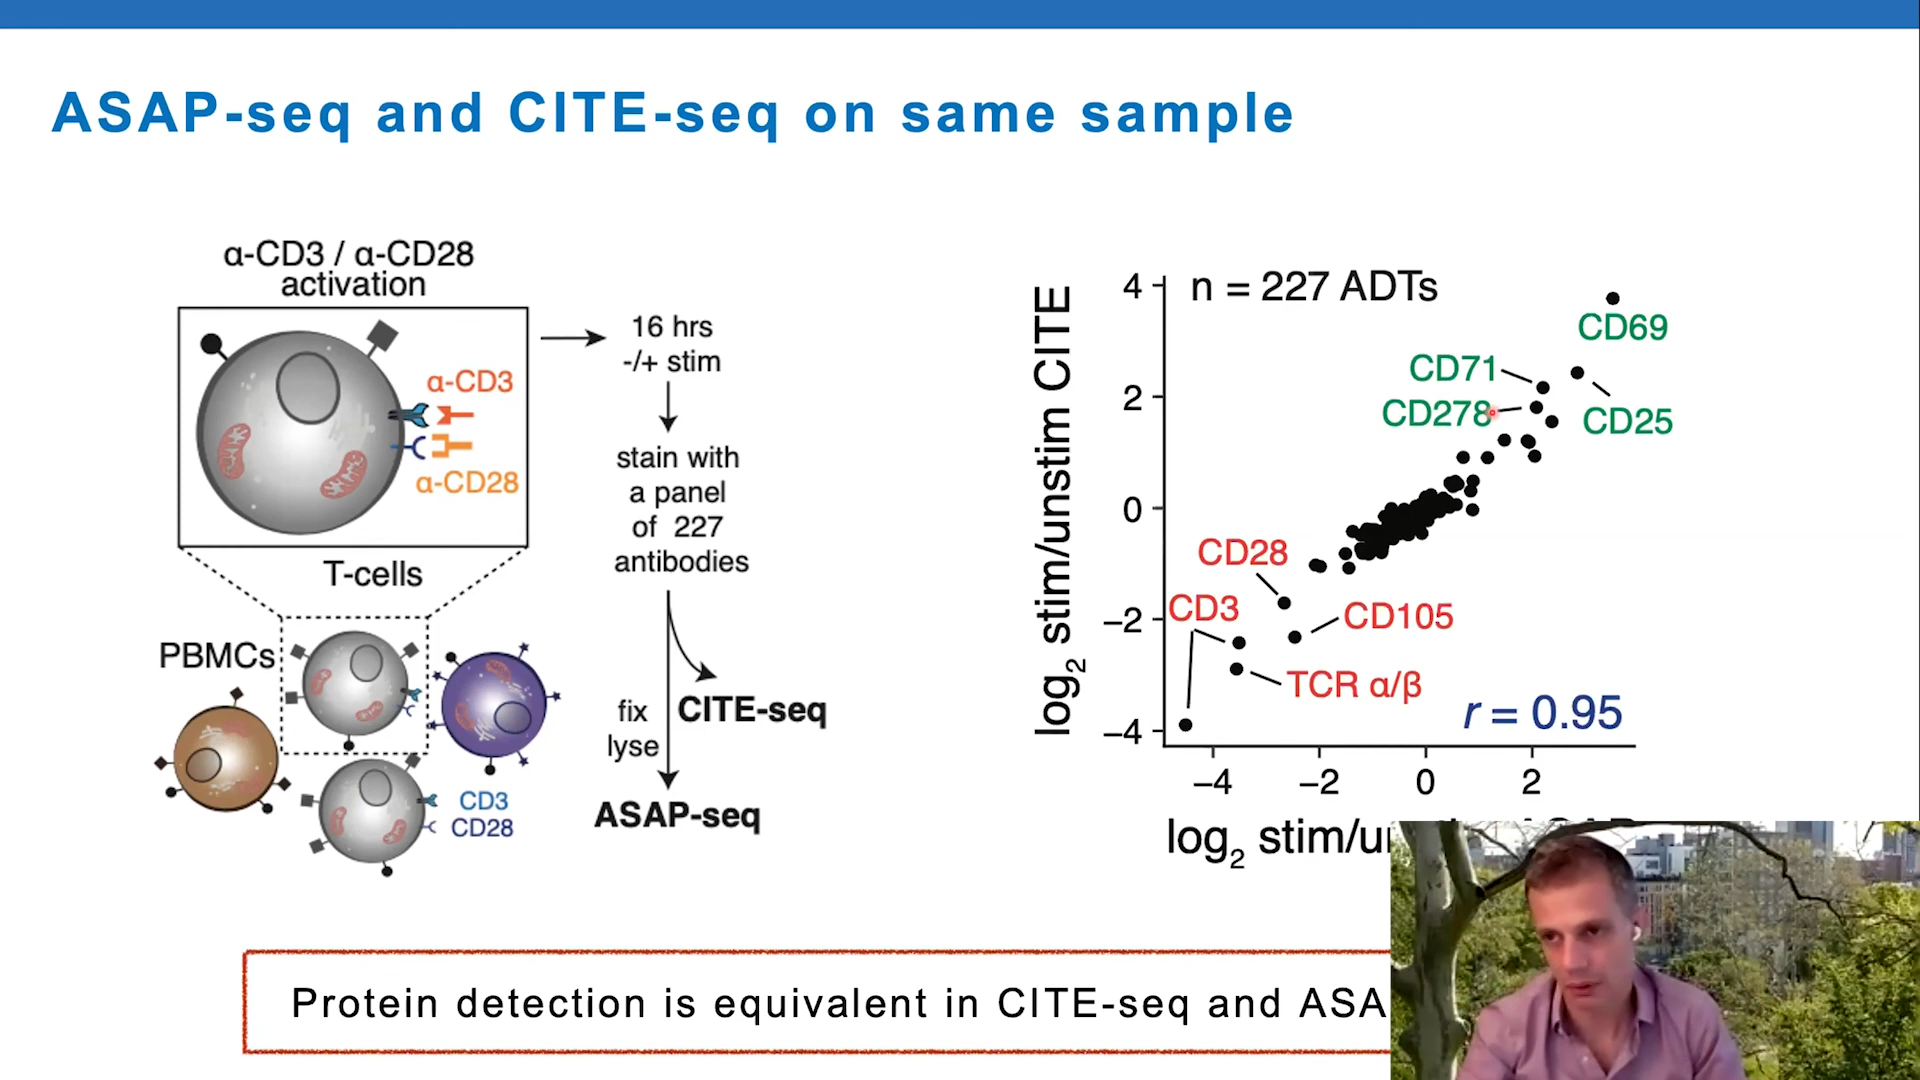 ASAP-seq and CITE-seq on same sample
α-CD3 / α-CD28
activation
α-CD3
α-CD28
T-cells
PBMCs
CD3
CD28
16 hrs
-/+ stim
stain with
a panel
of 227
antibodies
fix
lyse
CITE-seq
ASAP-seq
log2 stim/unstim CITE
n = 227 ADTs
4
2
0
−2
−4
CD69
CD71
CD278
CD25
CD28
CD3
CD105
TCR α/β
r = 0.95
−4 −2 0 2
log2 stim/un
Protein detection is equivalent in CITE-seq and ASA